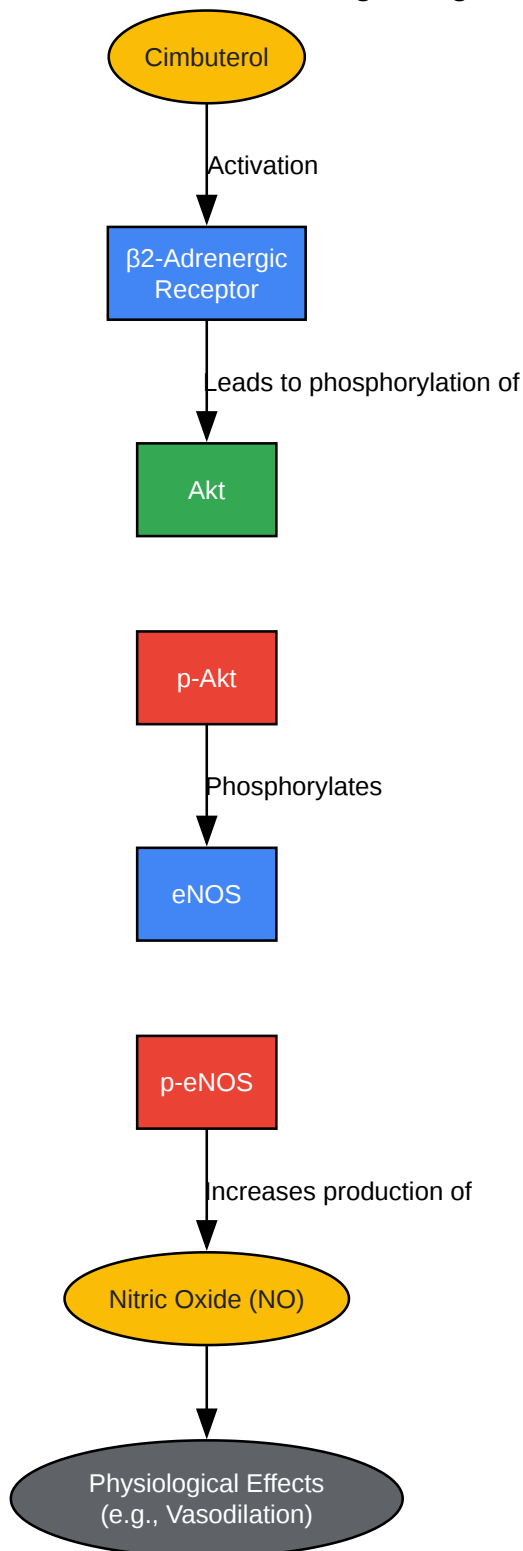 Cimbuterol
Activation
β2-Adrenergic
Receptor
Leads to phosphorylation of
Akt
p-Akt
Phosphorylates
eNOS
p-eNOS
Increases production of
Nitric Oxide (NO)
Physiological Effects
(e.g., Vasodilation)